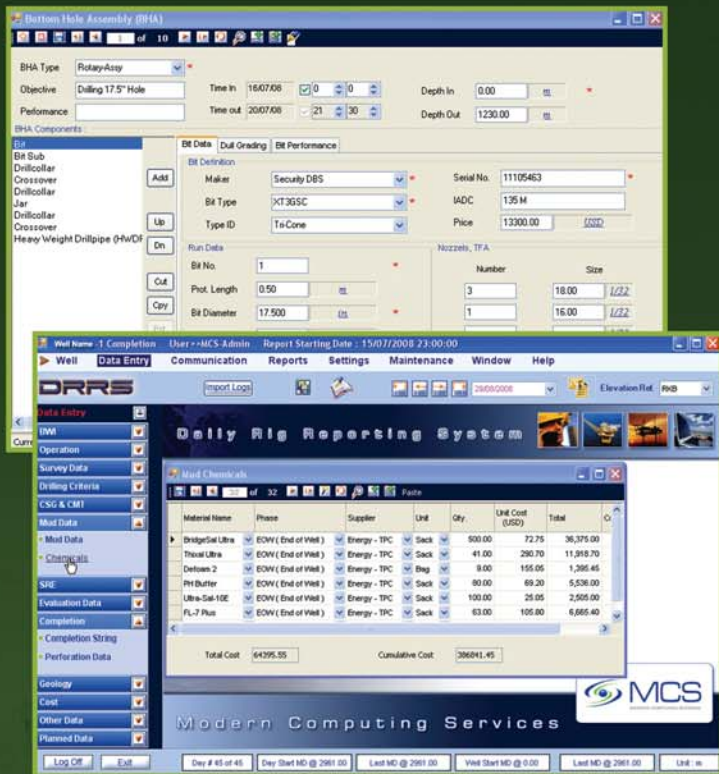 Bottom Hole Assembly (BHA)
1 of 10
BHA Type Rotary-Assy *
Objective Drilling 17.5" Hole Time In 16/07/08 0 0 Depth In 0.00 m *
Performance Time out 20/07/08 21 30 Depth Out 1230.00 m
BHA Components
Bit
Bit Sub
Drillcollar
Crossover
Drillcollar
Jar
Drillcollar
Crossover
Heavy Weight Drillpipe (HWDP
Add
Up
Dn
Cut
Cpy
Bit Data Dull Grading Bit Performance
Bit Definition
Maker Security DBS * Serial No. 11105463 *
Bit Type XT3GSC * IADC 135 M
Type ID Tri-Cone Price 13300.00 USD
Run Data Nozzels, TFA
Bit No. 1 * Number Size
Prot. Length 0.50 m 3 18.00 1/32
Bit Diameter 17.500 in * 1 16.00 1/32
Well Name -1 Completion User =>MCS-Admin Report Starting Date : 15/07/2008 23:00:00
Well Data Entry Communication Reports Settings Maintenance Window Help
DRRS Import Logs 29/08/2008 Elevation Ref. RKB
Data Entry
UWI
Operation
Survey Data
Drilling Criteria
CSG & CMT
Mud Data
Mud Data
Chemicals
SRE
Evaluation Data
Completion
Completion String
Perforation Data
Geology
Cost
Other Data
Planned Data
Log Off Exit
Daily Rig Reporting System
Mud Chemicals
32 of 32 Paste
Material Name Phase Supplier Unit Qty. Unit Cost (USD) Total
BridgeSal Ultra EOW ( End of Well ) Energy - TPC Sack 500.00 72.75 36,375.00
Thixal Ultra EOW ( End of Well ) Energy - TPC Sack 41.00 290.70 11,918.70
Defoam 2 EOW ( End of Well ) Energy - TPC Bag 9.00 155.05 1,395.45
PH Buffer EOW ( End of Well ) Energy - TPC Sack 80.00 69.20 5,536.00
Ultra-Sal-10E EOW ( End of Well ) Energy - TPC Sack 100.00 25.05 2,505.00
FL-7 Plus EOW ( End of Well ) Energy - TPC Sack 63.00 105.80 6,665.40
Total Cost 64395.55 Cumulative Cost 386841.45
MCS
MODERN COMPUTING SERVICES
Modern Computing Services
Day # 45 of 45 Day Start MD @ 2961.00 Last MD @ 2961.00 Well Start MD @ 0.00 Last MD @ 2961.00 Unit : m